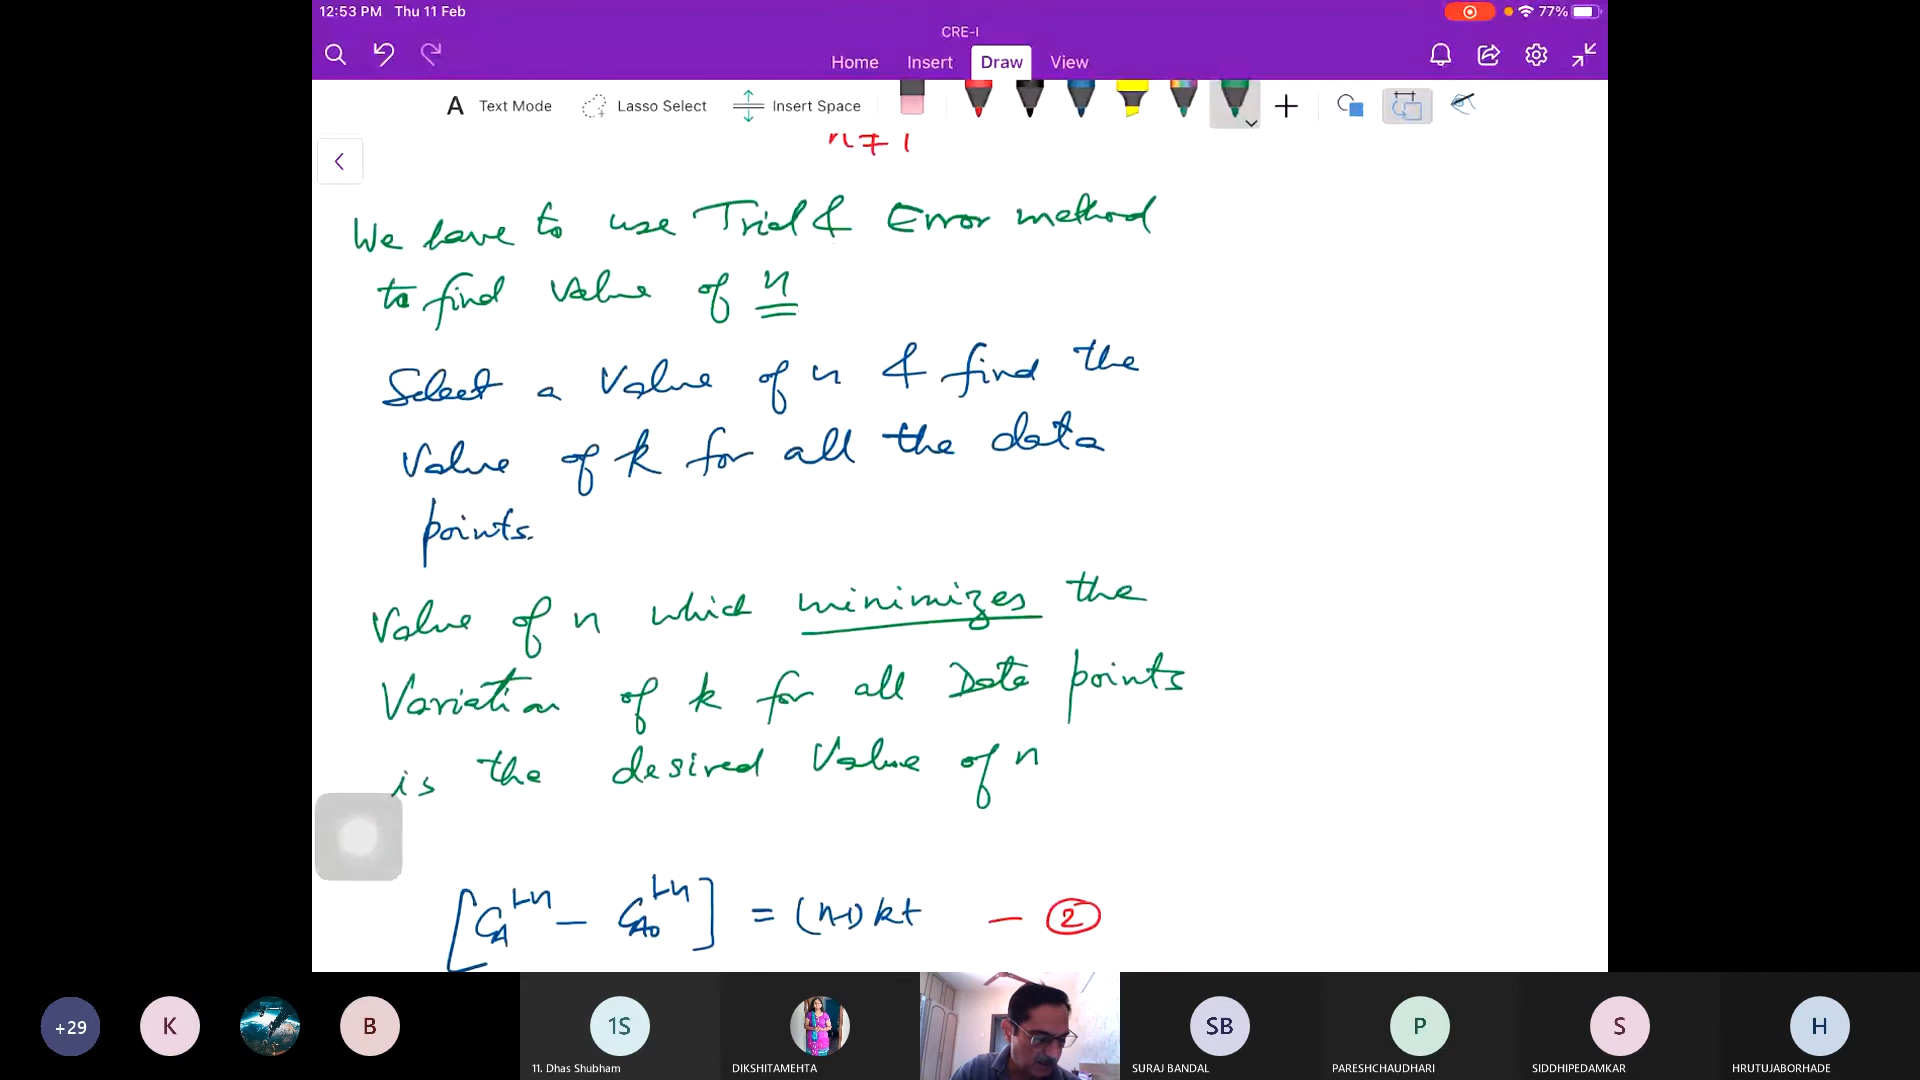 12:53 PM Thu 11 Feb
77%
CRE-I
Home Insert Draw View
A Text Mode Lasso Select Insert Space
n ≠ 1
We have to use Trial & Error method
to find value of n
Select a value of n & find the
value of k for all the data
points.
Value of n which minimizes the
Variation of k for all Data points
is the desired value of n
[C_A^{1-n} - C_{A0}^{1-n}] = (n-1) kt — ②
+29 K B 1S SB P S H
11. Dhas Shubham DIKSHITAMEHTA SURAJ BANDAL PARESHCHAUDHARI SIDDHIPEDAMKAR HRUTUJABORHADE